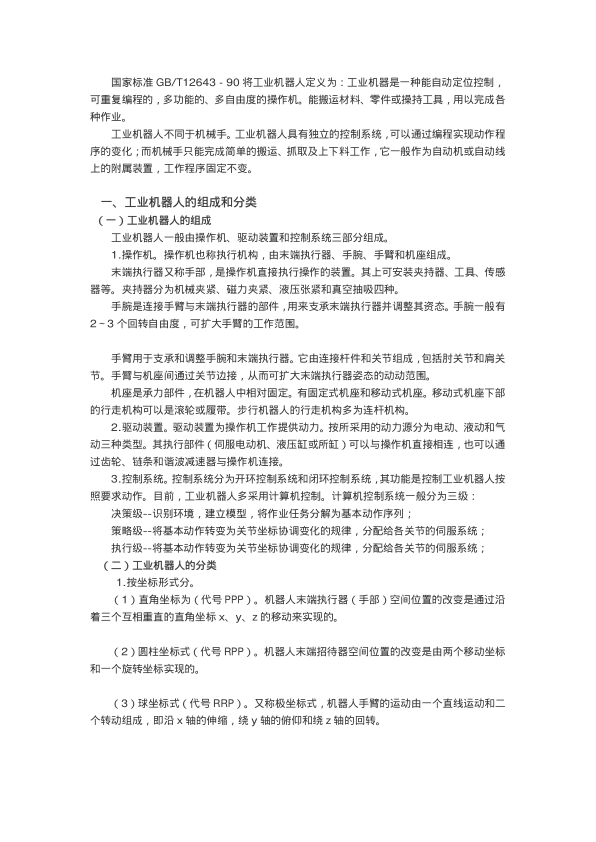 国家标准 GB/T12643－90 将工业机器人定义为：工业机器是一种能自动定位控制，
可重复编程的，多功能的、多自由度的操作机。能搬运材料、零件或操持工具，用以完成各
种作业。
工业机器人不同于机械手。工业机器人具有独立的控制系统，可以通过编程实现动作程
序的变化；而机械手只能完成简单的搬运、抓取及上下料工作，它一般作为自动机或自动线
上的附属装置，工作程序固定不变。
一、工业机器人的组成和分类
（一）工业机器人的组成
工业机器人一般由操作机、驱动装置和控制系统三部分组成。
1.操作机。操作机也称执行机构，由末端执行器、手腕、手臂和机座组成。
末端执行器又称手部，是操作机直接执行操作的装置。其上可安装夹持器、工具、传感
器等。夹持器分为机械夹紧、磁力夹紧、液压张紧和真空抽吸四种。
手腕是连接手臂与末端执行器的部件，用来支承末端执行器并调整其资态。手腕一般有
2－3 个回转自由度，可扩大手臂的工作范围。
手臂用于支承和调整手腕和末端执行器。它由连杆件和关节组成，包括肘关节和肩关
节。手臂与机座间通过关节边接，从而可扩大末端执行器姿态的动动范围。
机座是承力部件，在机器人中相对固定。有固定式机座和移动式机座。移动式机座下部
的行走机构可以是滚轮或履带。步行机器人的行走机构多为连杆机构。
2.驱动装置。驱动装置为操作机工作提供动力。按所采用的动力源分为电动、液动和气
动三种类型。其执行部件（伺服电动机、液压缸或所缸）可以与操作机直接相连，也可以通
过齿轮、链条和谐波减速器与操作机连接。
3.控制系统。控制系统分为开环控制系统和闭环控制系统，其功能是控制工业机器人按
照要求动作。目前，工业机器人多采用计算机控制。计算机控制系统一般分为三级：
决策级--识别环境，建立模型，将作业任务分解为基本动作序列；
策略级--将基本动作转变为关节坐标协调变化的规律，分配给各关节的伺服系统；
执行级--将基本动作转变为关节坐标协调变化的规律，分配给各关节的伺服系统；
（二）工业机直人的分类
1.按坐标形式分。
（1）直角坐标为（代号 PPP）。机器人末端执行器（手部）空间位置的改变是通过沿
着三个互相重直的直角坐标 x、y、z 的移动来实现的。
（2）圆柱坐标式（代号 RPP）。机器人末端招待器空间位置的改变是由两个移动坐标
和一个旋转坐标实现的。
（3）球坐标式（代号 RRP）。又称极坐标式，机器人手臂的运动由一个直线运动和二
个转动组成，即沿 x 轴的伸缩，绕 y 轴的俯仰和绕 z 轴的回转。